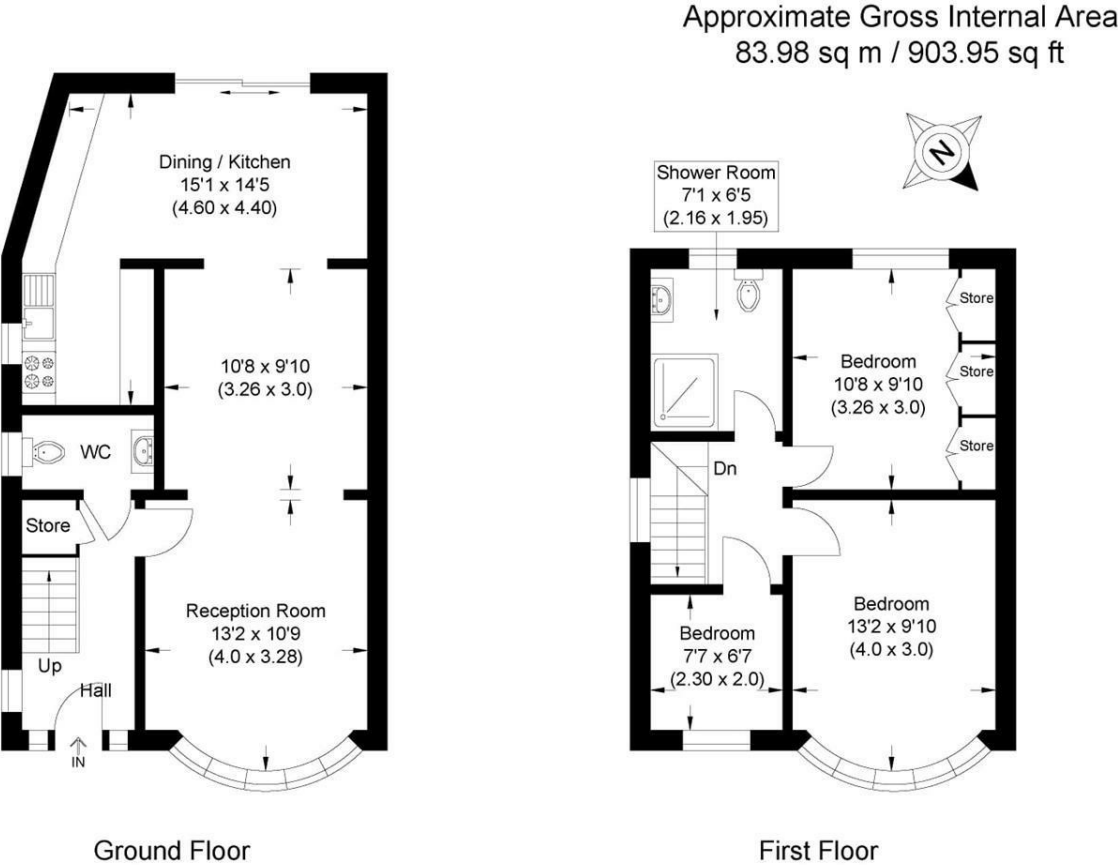 Approximate Gross Internal Area
83.98 sq m / 903.95 sq ft
N
Dining / Kitchen
15'1 x 14'5
(4.60 x 4.40)
10'8 x 9'10
(3.26 x 3.0)
WC
Store
Reception Room
13'2 x 10'9
(4.0 x 3.28)
Up
Hall
IN
Ground Floor
Shower Room
7'1 x 6'5
(2.16 x 1.95)
Store
Bedroom
10'8 x 9'10
(3.26 x 3.0)
Store
Store
Dn
Bedroom
13'2 x 9'10
(4.0 x 3.0)
Bedroom
7'7 x 6'7
(2.30 x 2.0)
First Floor